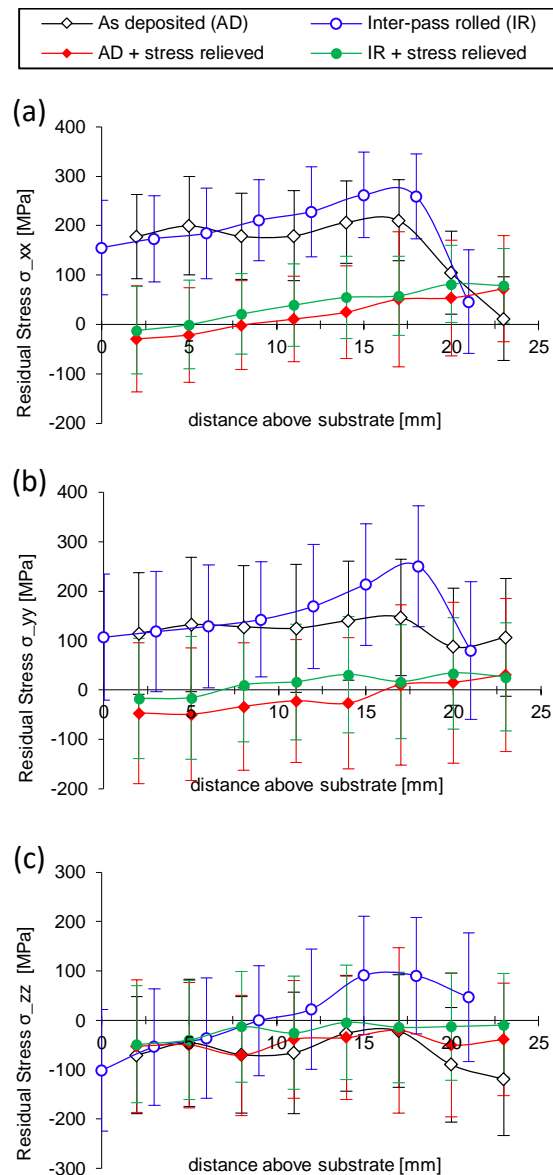 As deposited (AD) Inter-pass rolled (IR)
AD + stress relieved IR + stress relieved
(a)
Residual Stress σ_xx [MPa]
400
300
200
100
0
-100
-200
0 5 10 15 20 25
distance above substrate [mm]
(b)
Residual Stress σ_yy [MPa]
400
300
200
100
0
-100
-200
0 5 10 15 20 25
distance above substrate [mm]
(c)
Residual Stress σ_zz [MPa]
300
200
100
0
-100
-200
-300
0 5 10 15 20 25
distance above substrate [mm]